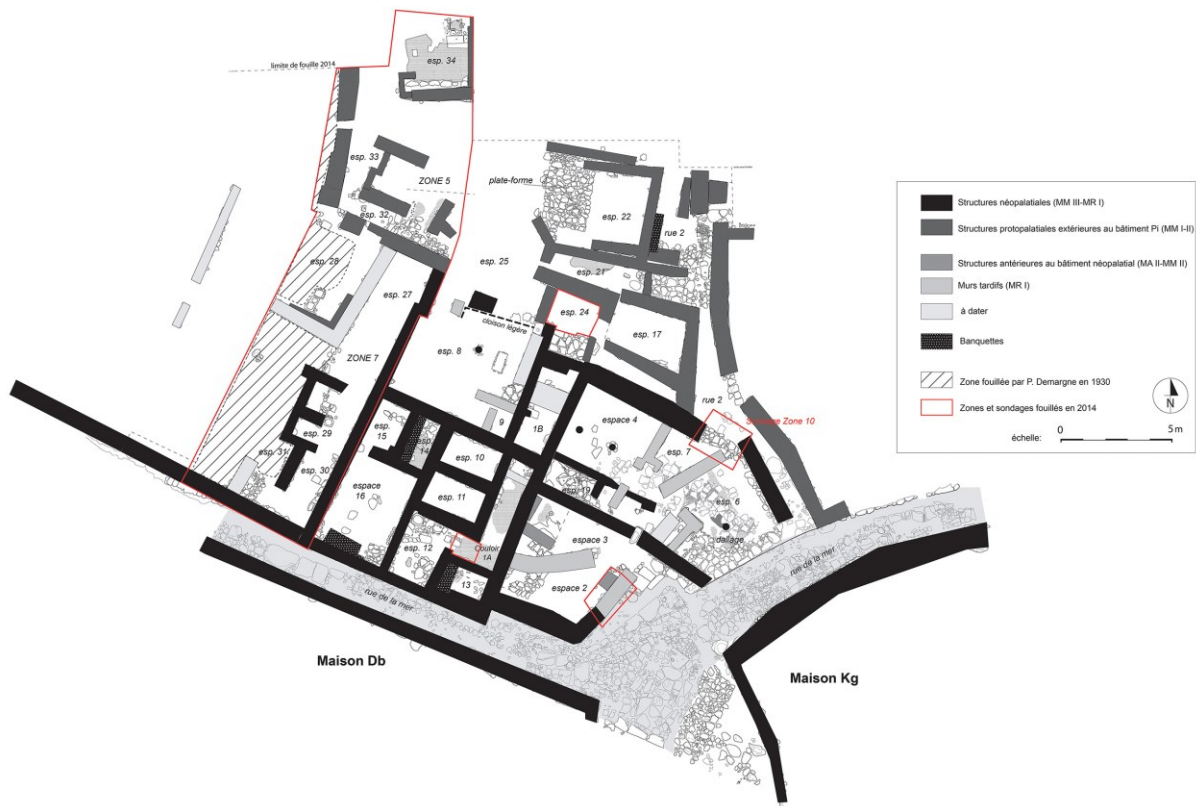 limite de fouille 2014
esp. 34
esp. 33
ZONE 5
esp. 32
plate-forme
esp. 22
rue 2
esp. 28
esp. 25
esp. 21
esp. 27
cloison légère
esp. 24
esp. 17
esp. 8
ZONE 7
rue 2
Sondage Zone 10
9
1B
espace 4
esp. 15
esp. 14
esp. 7
esp. 29
esp. 10
esp. 31
esp. 30
espace 16
esp. 11
esp. 19
esp. 6
dallage
esp. 12
Couloir 1A
espace 3
13
espace 2
rue de la mer
rue de la mer
Maison Db
Maison Kg
Structures néopalatiales (MM III-MR I)
Structures protopalatiales extérieures au bâtiment Pi (MM I-II)
Structures antérieures au bâtiment néopalatial (MA II-MM II)
Murs tardifs (MR I)
à dater
Banquettes
Zone fouillée par P. Demargne en 1930
Zones et sondages fouillés en 2014
N
échelle:
0
5 m